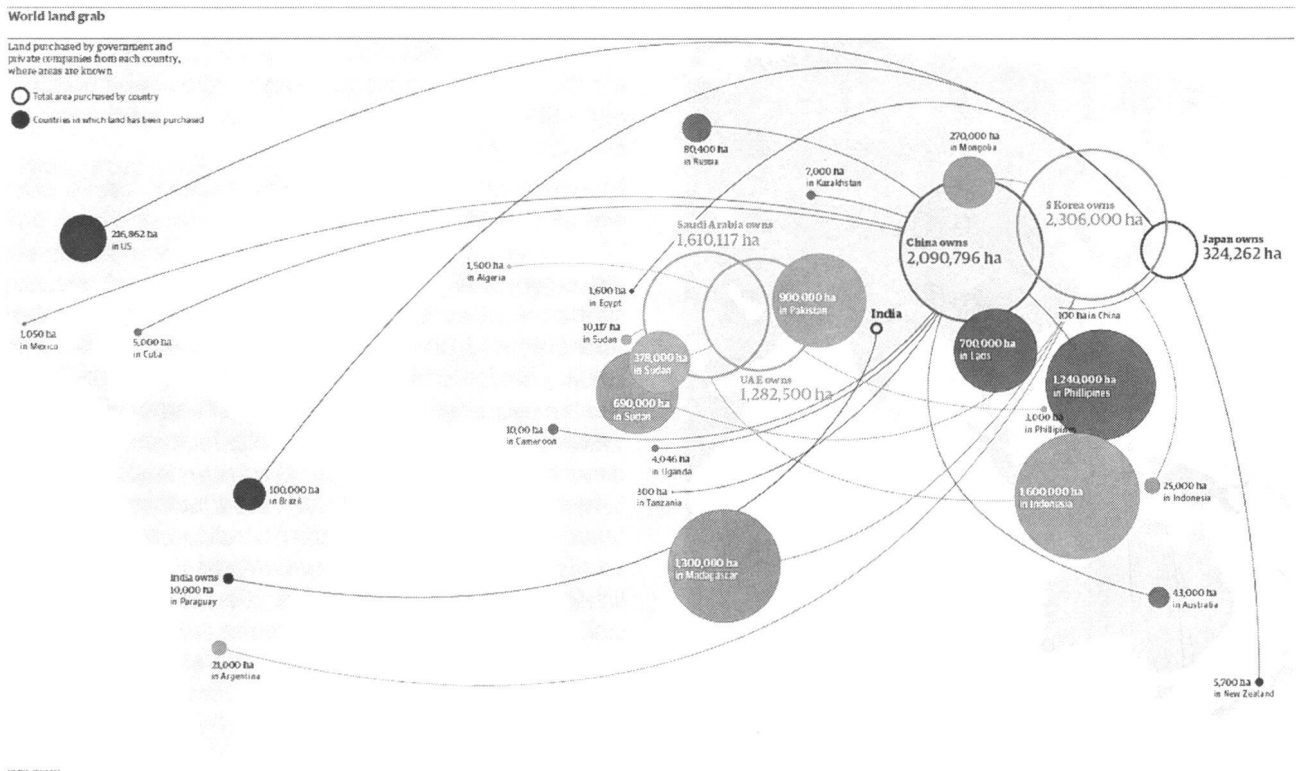 World land grab
Land purchased by government and
private companies from each country,
where areas are known
Total area purchased by country
Countries in which land has been purchased
80,400 ha
in Russia
270,000 ha
in Mongolia
7,000 ha
in Kazakhstan
S Korea owns
2,306,000 ha
216,862 ha
in US
Saudi Arabia owns
1,610,117 ha
China owns
2,090,796 ha
Japan owns
324,262 ha
1,500 ha
in Algeria
1,600 ha
in Egypt
900,000 ha
in Pakistan
India
100 ha in China
1,050 ha
in Mexico
5,000 ha
in Cuba
10,117 ha
in Sudan
378,000 ha
in Sudan
700,000 ha
in Laos
UAE owns
1,282,500 ha
1,240,000 ha
in Phillipines
690,000 ha
in Sudan
3,000 ha
in Phillipines
10,00 ha
in Cameroon
4,046 ha
in Uganda
300 ha
in Tanzania
100,000 ha
in Brazil
1,600,000 ha
in Indonusia
25,000 ha
in Indonesia
1,300,000 ha
in Madagascar
India owns
10,000 ha
in Paraguay
43,000 ha
in Australia
21,000 ha
in Argentina
5,700 ha
in New Zealand